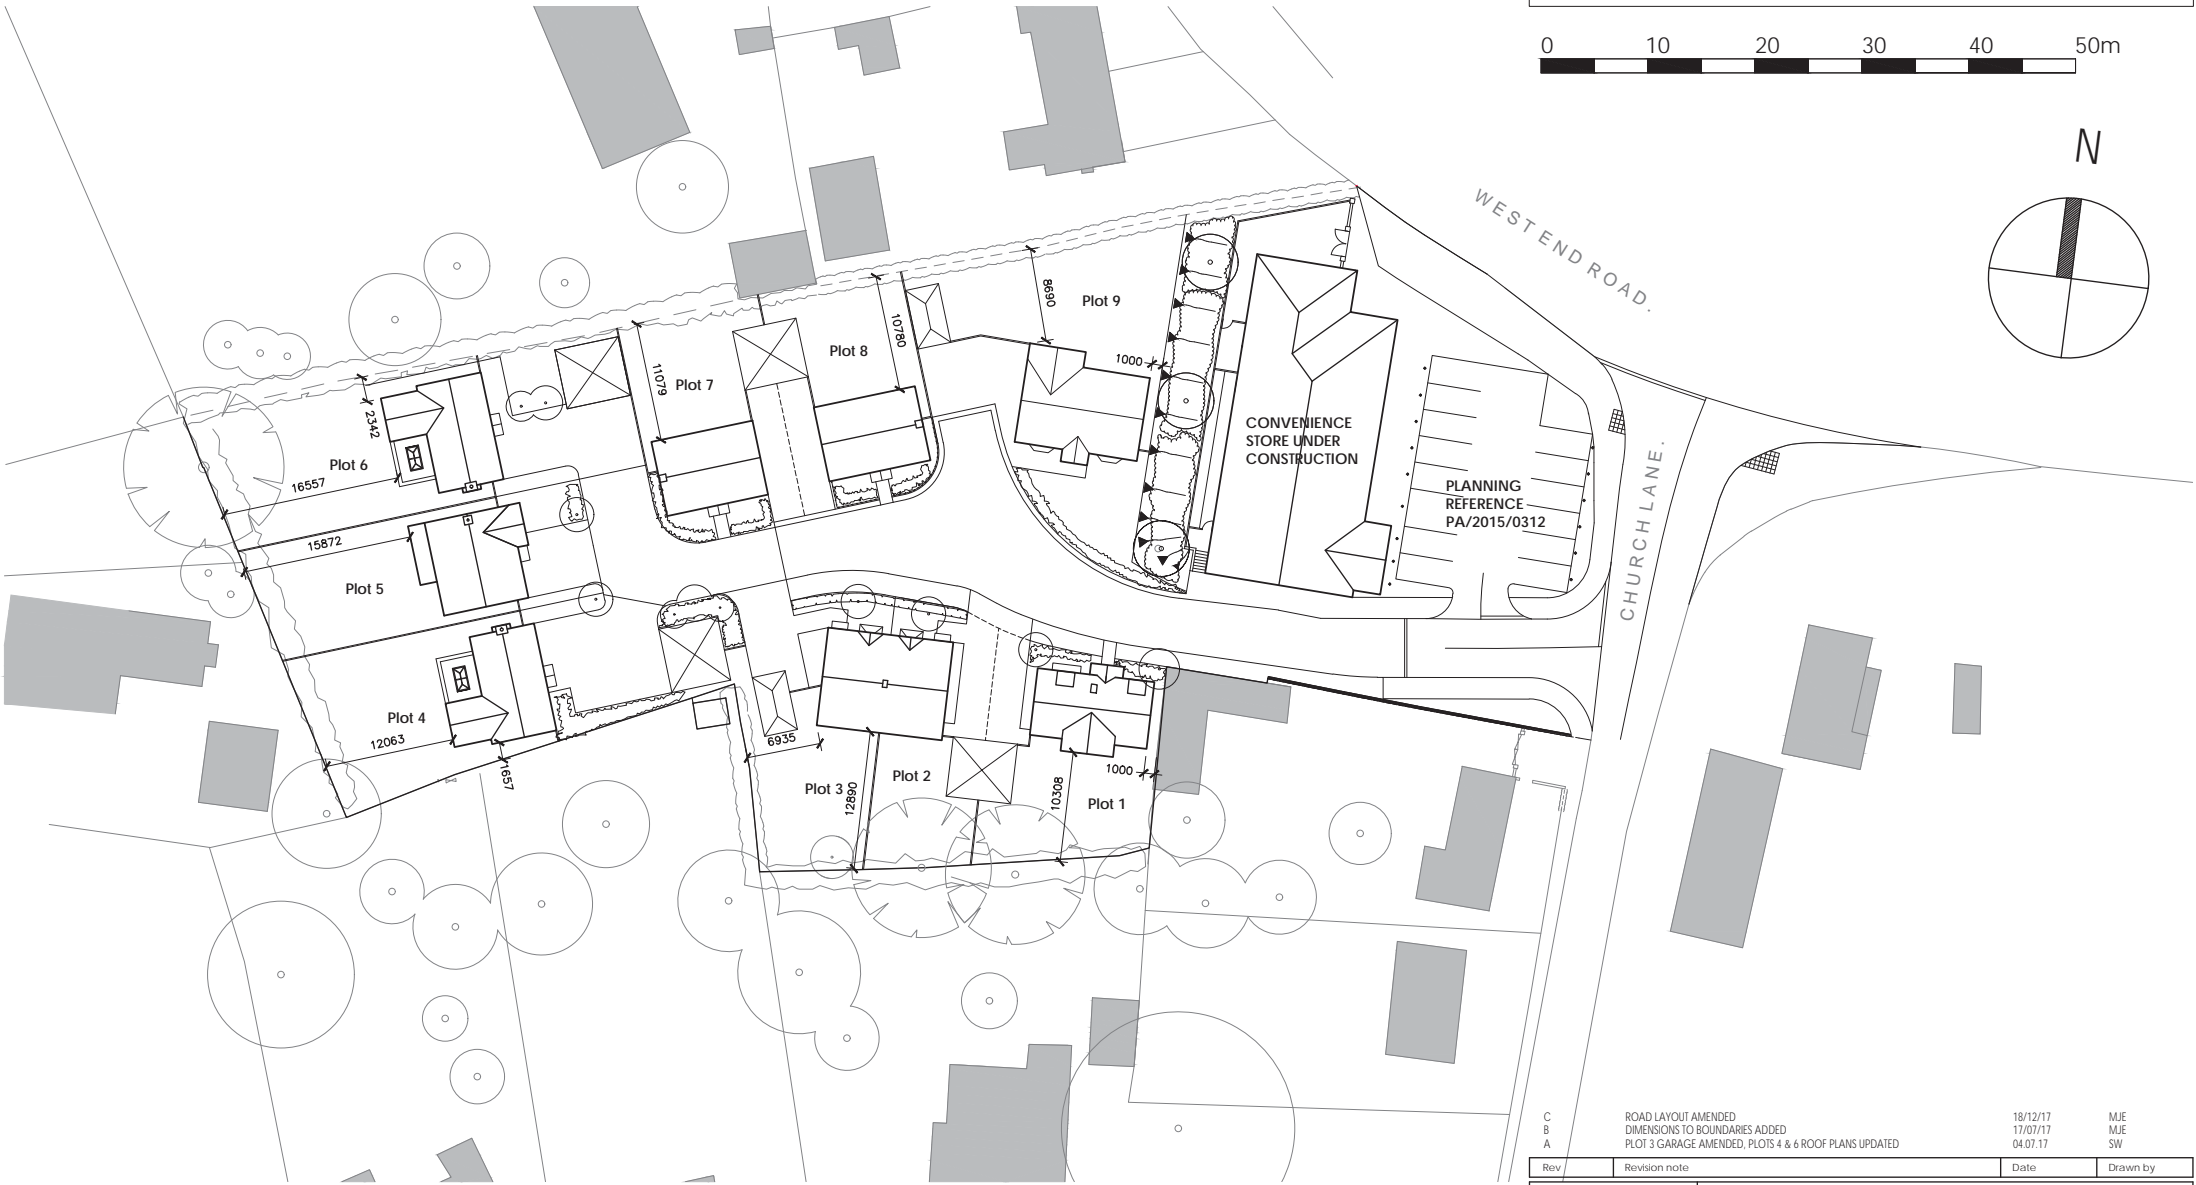 0 10 20 30 40 50m
N
WEST END ROAD.
CHURCH LANE.
Plot 9
8690
1000
Plot 8
10780
Plot 7
11079
Plot 6
2342
16557
15872
Plot 5
Plot 4
12063
1657
6935
Plot 3
12890
Plot 2
10308
1000
Plot 1
CONVENIENCE
STORE UNDER
CONSTRUCTION
PLANNING
REFERENCE
PA/2015/0312
C ROAD LAYOUT AMENDED 18/12/17 MJE
B DIMENSIONS TO BOUNDARIES ADDED 17/07/17 MJE
A PLOT 3 GARAGE AMENDED, PLOTS 4 & 6 ROOF PLANS UPDATED 04.07.17 SW
Rev Revision note Date Drawn by